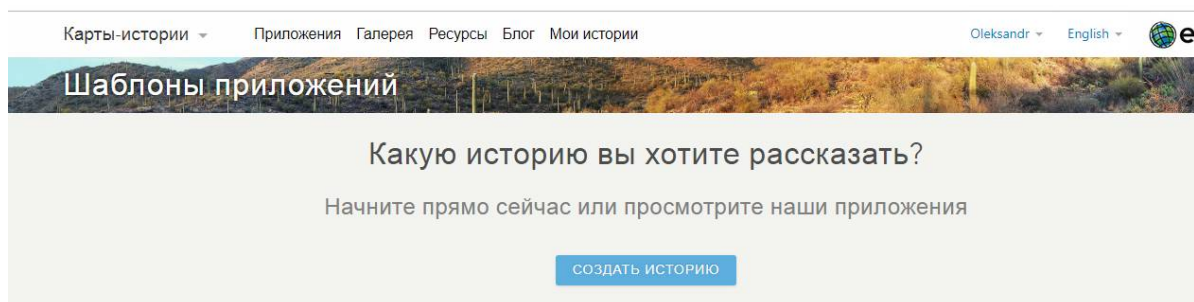 Карты-истории Приложения Галерея Ресурсы Блог Мои истории Oleksandr English e
Шаблоны приложений
Какую историю вы хотите рассказать?
Начните прямо сейчас или просмотрите наши приложения
СОЗДАТЬ ИСТОРИЮ